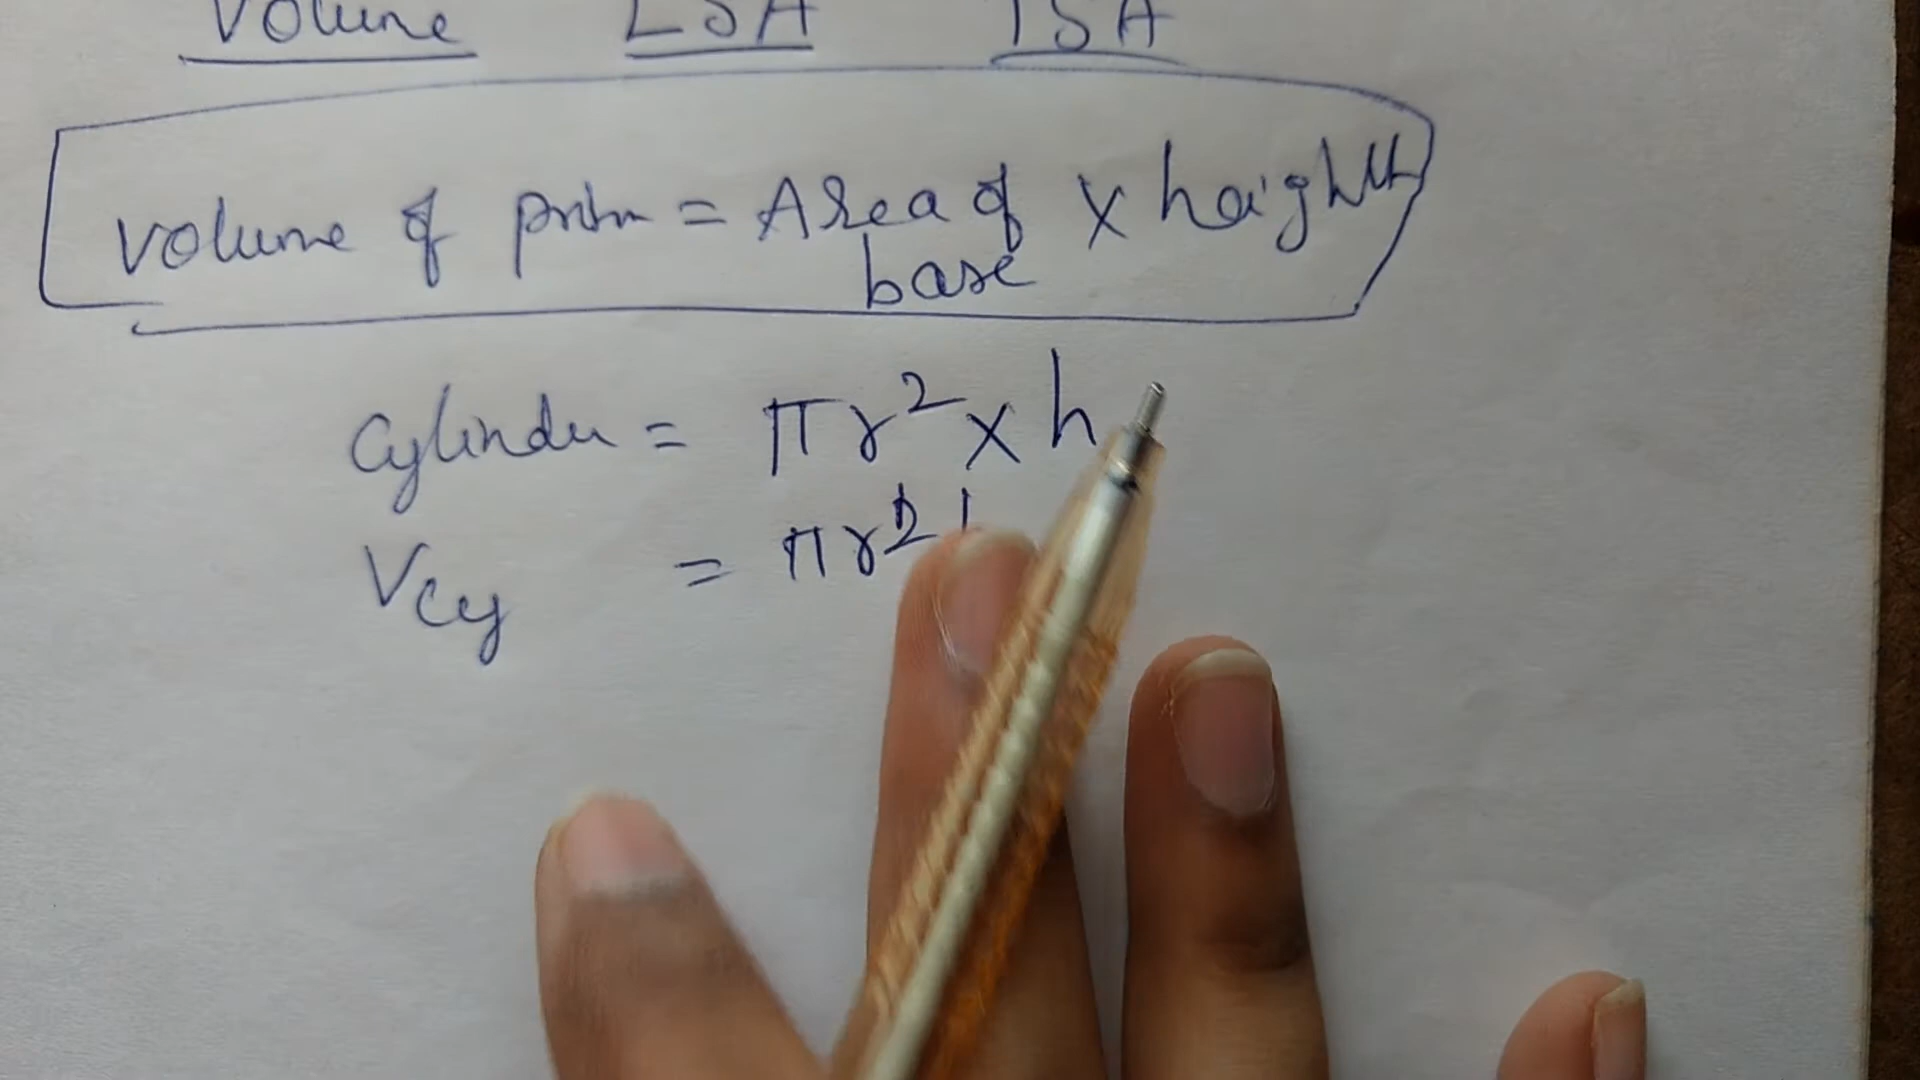 Volume LSA TSA
Volume of prism = Area of base x height
Cylinder = πr² x h
Vcy = πr²